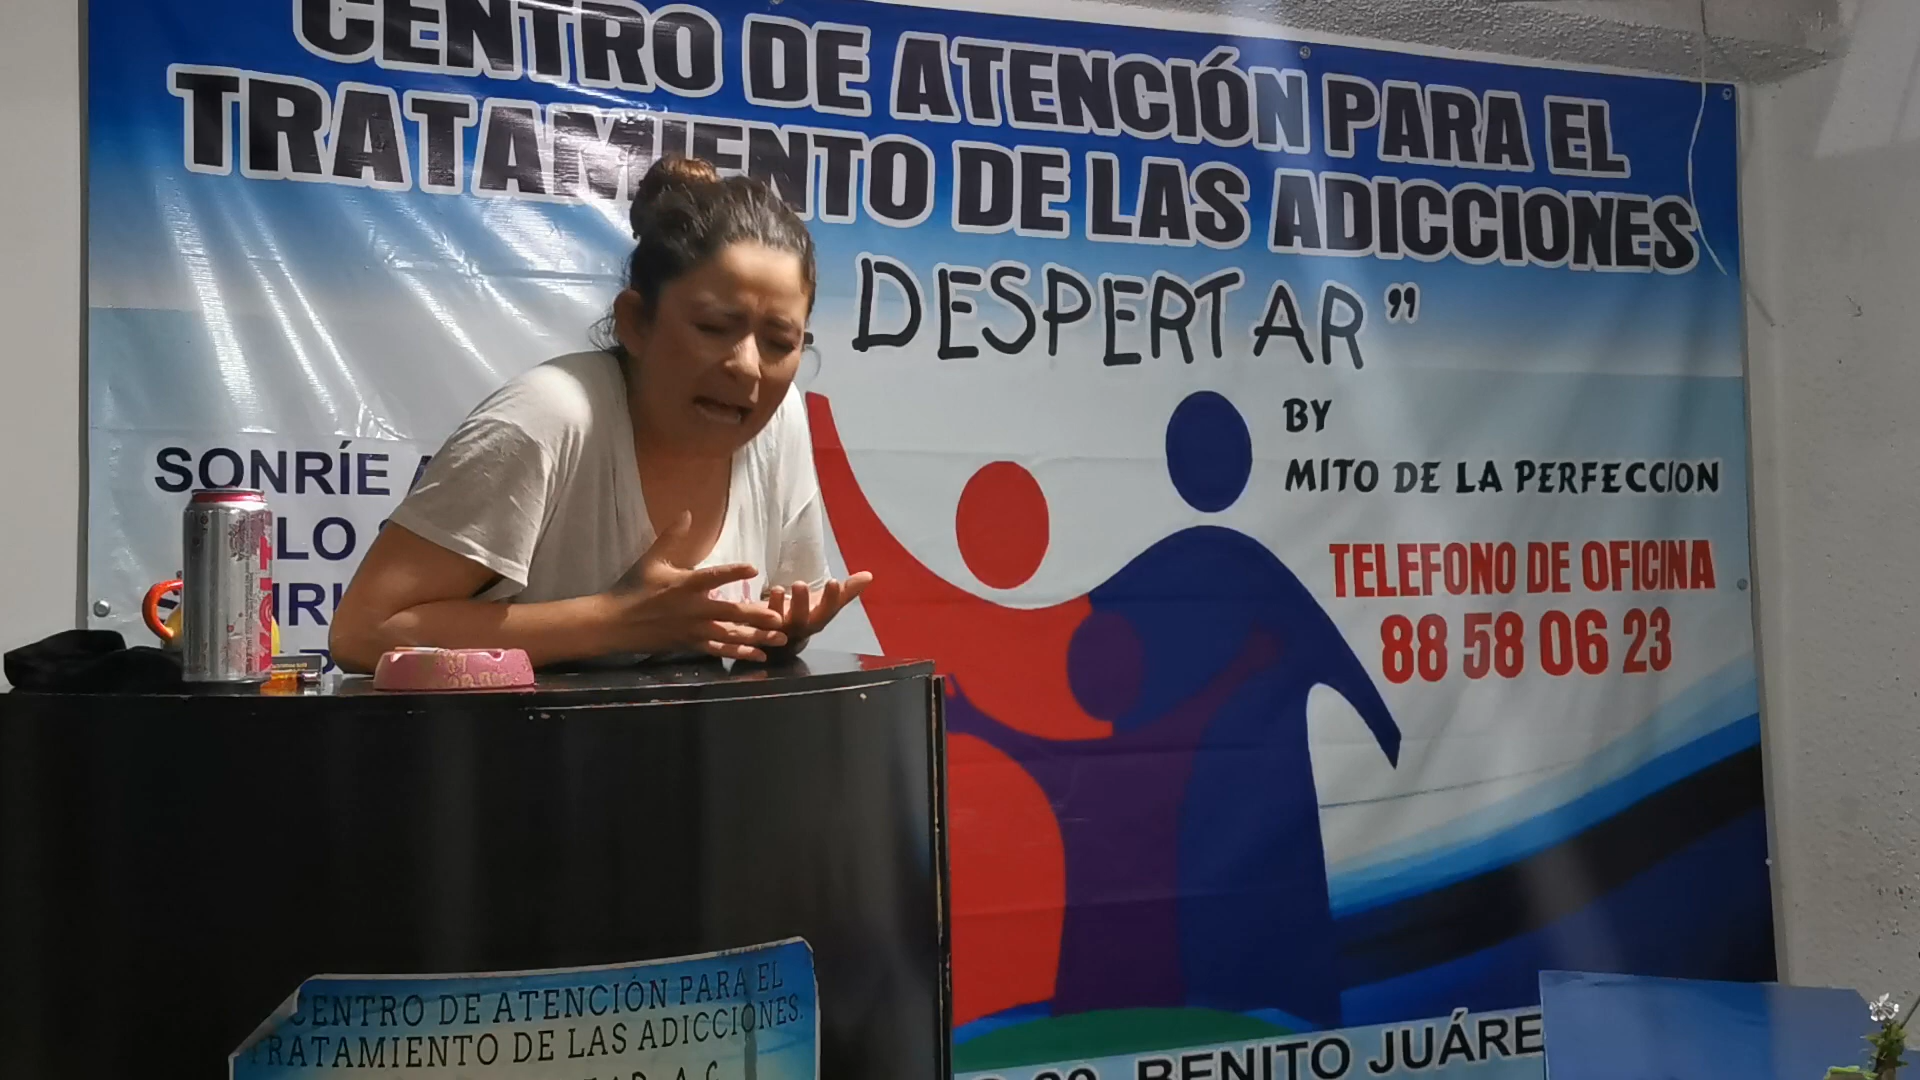 CENTRO DE ATENCIÓN PARA EL
TRATAMIENTO DE LAS ADICCIONES
DESPERTAR”
BY
MITO DE LA PERFECCION
SONRÍE
LO
TELEFONO DE OFICINA
88 58 06 23
BENITO JUÁRE
CENTRO DE ATENCIÓN PARA EL
TRATAMIENTO DE LAS ADICCIONES.
A.C.